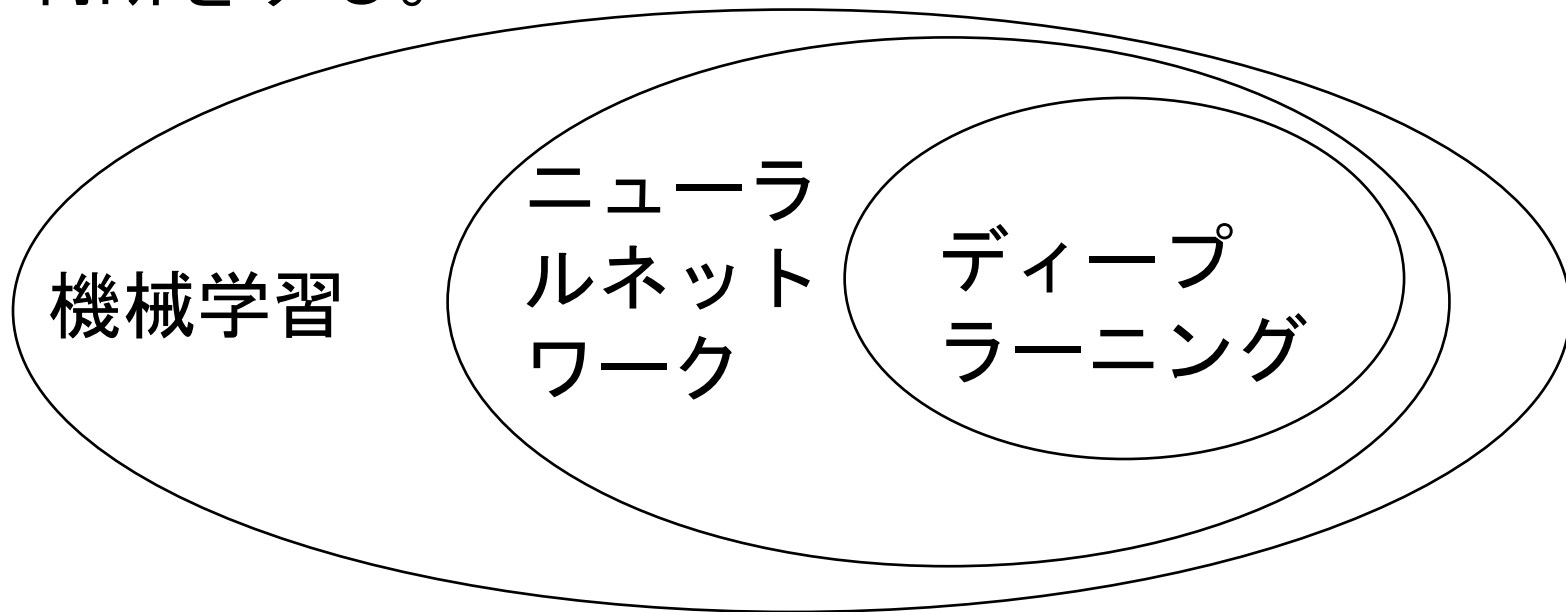 機械学習
ニューラ
ルネット
ワーク
ディープ
ラーニング